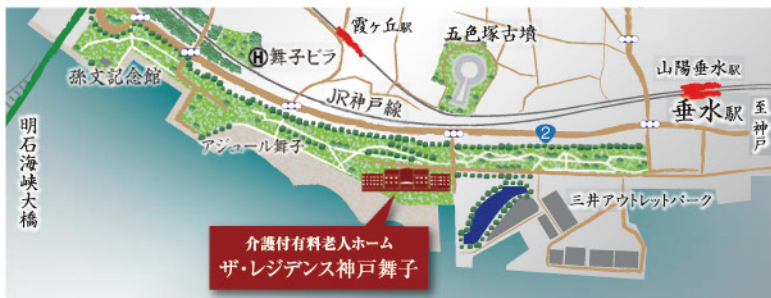 霞ヶ丘駅
五色塚古墳
Ⓗ舞子ビラ
山陽垂水駅
孫文記念館
JR神戸線
垂水駅
至神戸
2
アジュール舞子
明石海峡大橋
三井アウトレットパーク
介護付有料老人ホーム
ザ・レジデンス神戸舞子